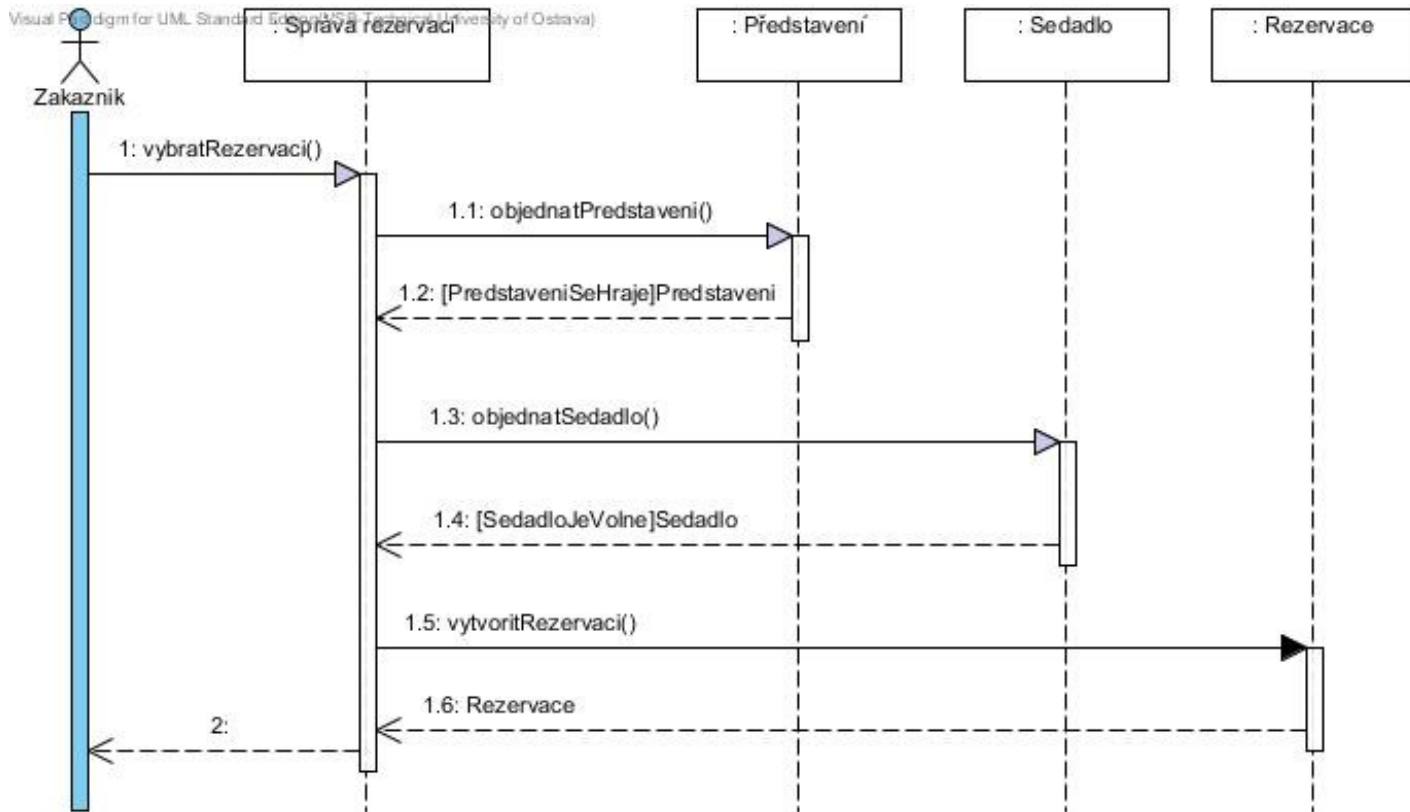 Visual Paradigm for UML Standard Edition(VSB-Technical University of Ostrava)
: Správa rezervací
: Představení
: Sedadlo
: Rezervace
Zakaznik
1: vybratRezervaci()
1.1: objednatPredstaveni()
1.2: [PredstaveniSeHraje]Predstaveni
1.3: objednatSedadlo()
1.4: [SedadloJeVolne]Sedadlo
1.5: vytvoritRezervaci()
1.6: Rezervace
2: